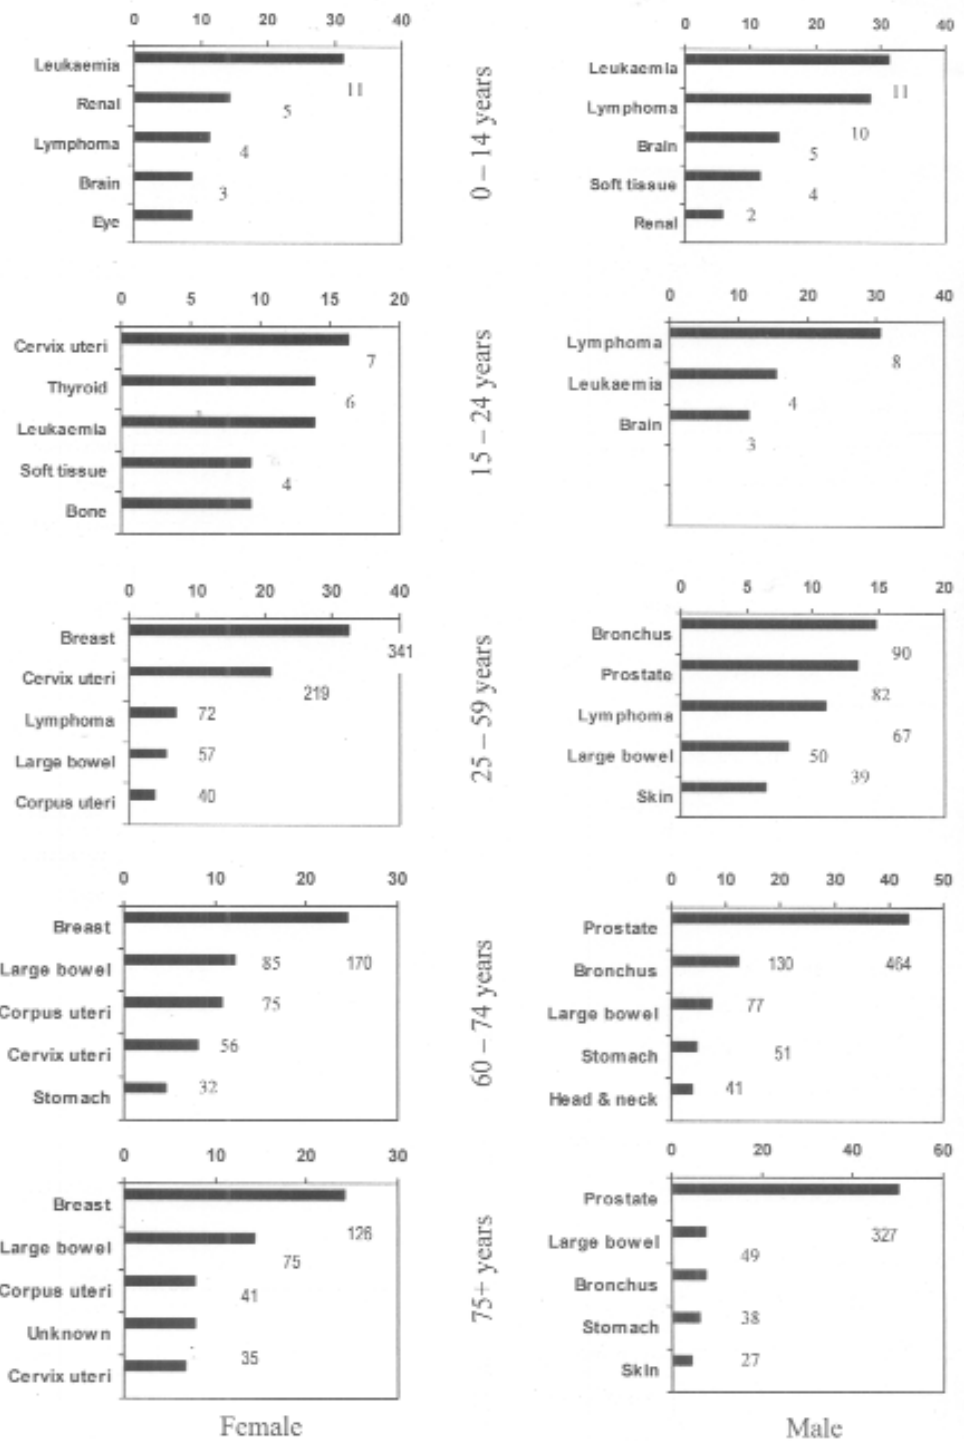 0 10 20 30 40
Leukaemia
11
Renal
5
Lymphoma
4
Brain
3
Eye
0 – 14 years
0 10 20 30 40
Leukaemia
11
Lymphoma
10
Brain
5
Soft tissue
4
Renal
2
0 5 10 15 20
Cervix uteri
7
Thyroid
6
Leukaemia
Soft tissue
4
Bone
15 – 24 years
0 10 20 30 40
Lymphoma
8
Leukaemia
4
Brain
3
0 10 20 30 40
Breast
341
Cervix uteri
219
Lymphoma 72
Large bowel 57
Corpus uteri 40
25 – 59 years
0 5 10 15 20
Bronchus
90
Prostate
82
Lymphoma
67
Large bowel 50
39
Skin
0 10 20 30
Breast
Large bowel 85 170
Corpus uteri 75
Cervix uteri 56
Stomach 32
60 – 74 years
0 10 20 30 40 50
Prostate
Bronchus 130 464
Large bowel 77
Stomach 51
Head & neck 41
0 10 20 30
Breast
126
Large bowel
75
Corpus uteri 41
Unknown
35
Cervix uteri
75+ years
0 20 40 60
Prostate
327
Large bowel
49
Bronchus
Stomach 38
Skin 27
Female
Male